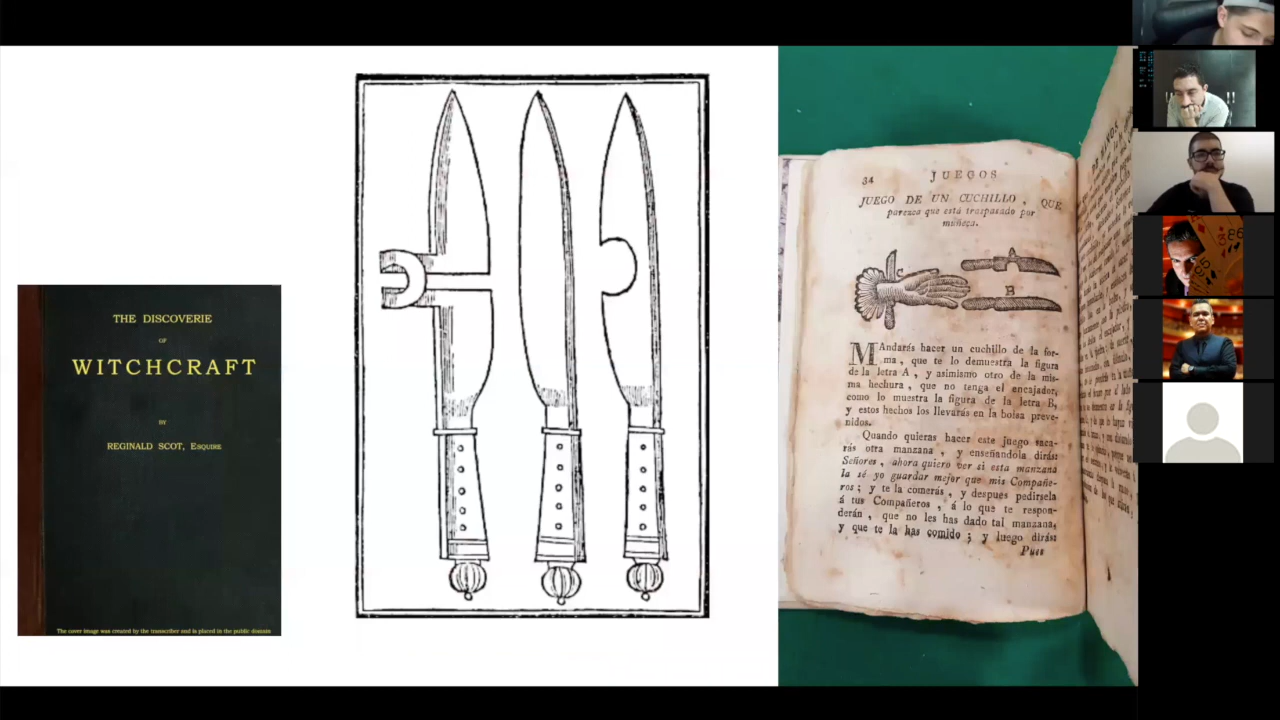 THE DISCOVERIE
OF
WITCHCRAFT
BY
REGINALD SCOT, Esquire
The cover image was created by the transcriber and is placed in the public domain
34 JUEGOS
JUEGO DE UN CUCHILLO, QUE
parezca que está traspasado por
muñeca.
A
C
B
MAndarás hacer un cuchillo de la for-
ma, que te lo demuestra la figura
de la letra A, y asimismo otro de la mis-
ma hechura, que no tenga el encajador,
como lo muestra la figura de la letra B,
y estos hechos los llevarás en la bolsa preve-
nidos.
Quando quieras hacer este juego saca-
rás otra manzana, y enseñandola dirás:
Señores, ahora quiero ver si esta manzana
la sé yo guardar mejor que mis Compañe-
ros; y te la comerás, y despues pedirsela
á tus Compañeros, á lo que te respon-
derán, que no les has dado tal manzana,
y que te la has comido; y luego dirás:
Pues